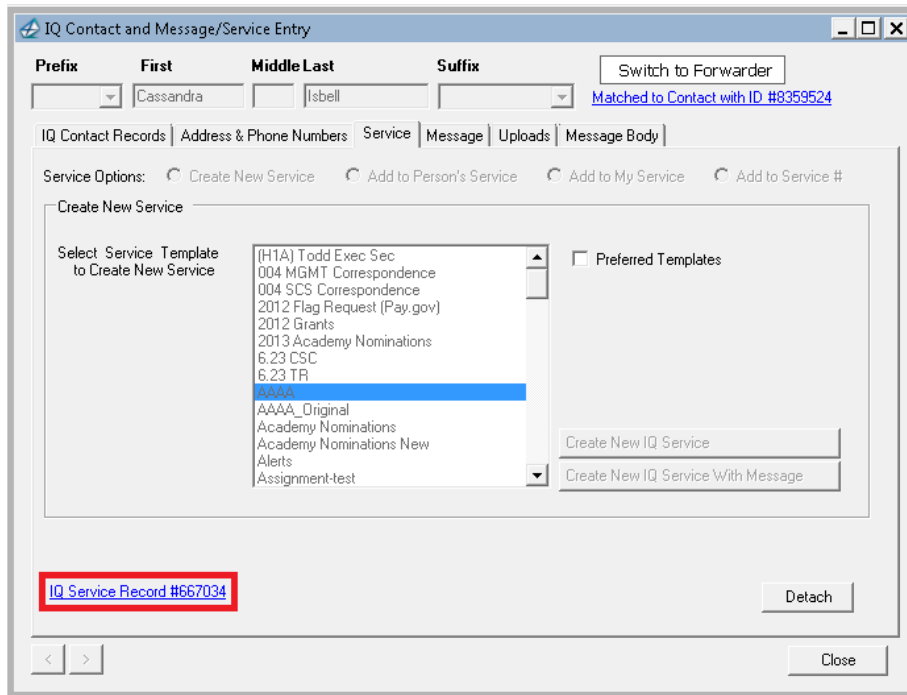 IQ Contact and Message/Service Entry
Prefix First Middle Last Suffix
Switch to Forwarder
Cassandra Isbell
Matched to Contact with ID #8359524
IQ Contact Records Address & Phone Numbers Service Message Uploads Message Body
Service Options: Create New Service Add to Person's Service Add to My Service Add to Service #
Create New Service
Select Service Template
to Create New Service
(H1A) Todd Exec Sec
004 MGMT Correspondence
004 SCS Correspondence
2012 Flag Request (Pay.gov)
2012 Grants
2013 Academy Nominations
6.23 CSC
6.23 TR
AAAA
AAAA_Original
Academy Nominations
Academy Nominations New
Alerts
Assignment-test
Preferred Templates
Create New IQ Service
Create New IQ Service With Message
IQ Service Record #667034
Detach
< >
Close